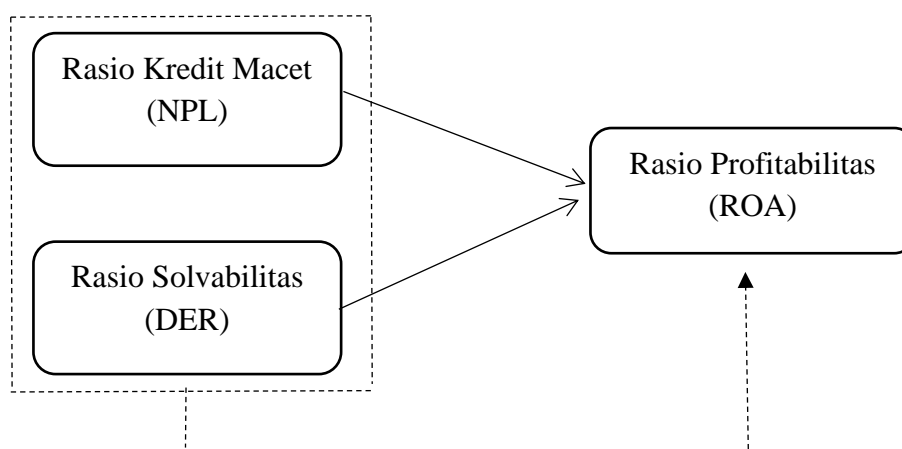 Rasio Kredit Macet
(NPL)
Rasio Profitabilitas
(ROA)
Rasio Solvabilitas
(DER)